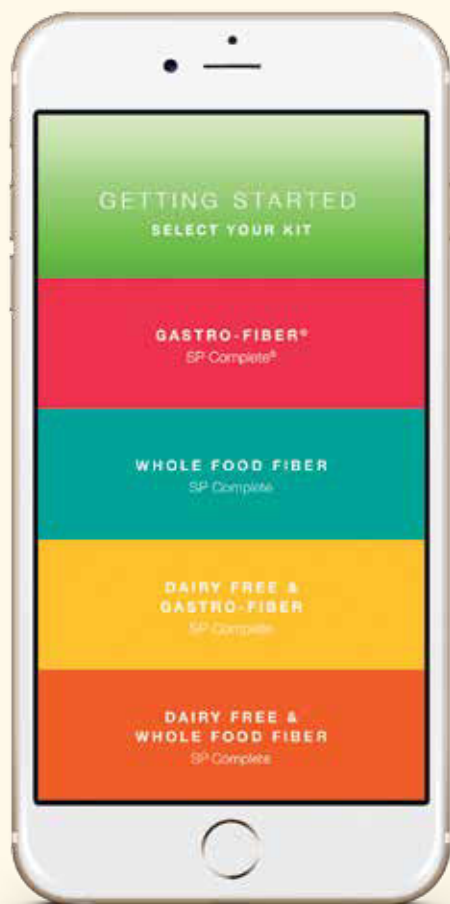 GETTING STARTED
SELECT YOUR KIT
GASTRO-FIBER®
SP Complete®
WHOLE FOOD FIBER
SP Complete
DAIRY FREE &
GASTRO-FIBER
SP Complete
DAIRY FREE &
WHOLE FOOD FIBER
SP Complete